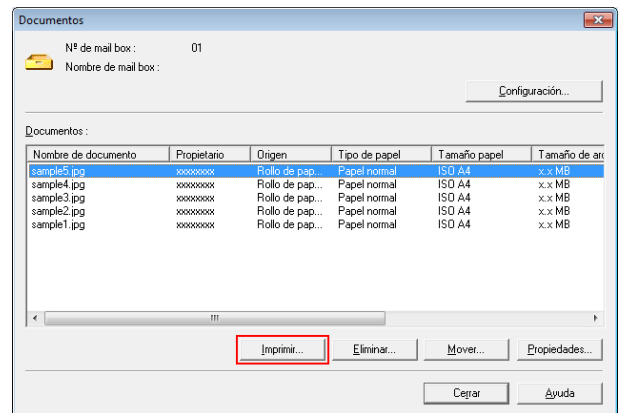 Documentos
Nº de mail box : 01
Nombre de mail box :
Configuración...
Documentos :
Nombre de documento Propietario Origen Tipo de papel Tamaño papel Tamaño de arc
sample5.jpg xxxxxxxx Rollo de pap... Papel normal ISO A4 x.x MB
sample4.jpg xxxxxxxx Rollo de pap... Papel normal ISO A4 x.x MB
sample3.jpg xxxxxxxx Rollo de pap... Papel normal ISO A4 x.x MB
sample2.jpg xxxxxxxx Rollo de pap... Papel normal ISO A4 x.x MB
sample1.jpg xxxxxxxx Rollo de pap... Papel normal ISO A4 x.x MB
Imprimir... Eliminar... Mover... Propiedades...
Cerrar Ayuda